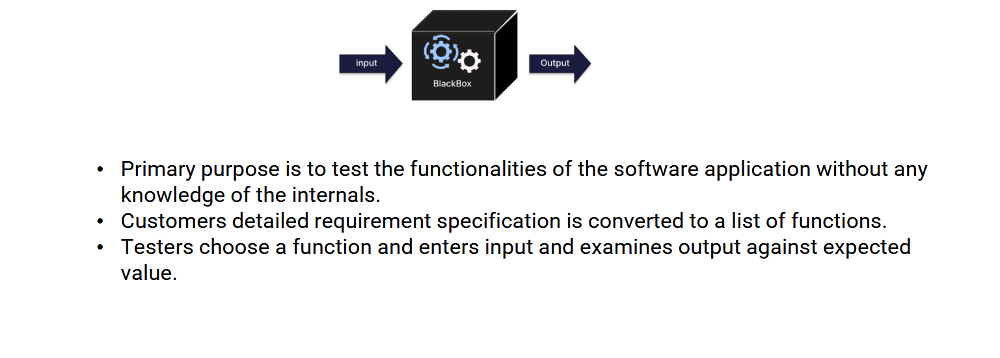 input
BlackBox
Output
• Primary purpose is to test the functionalities of the software application without any
knowledge of the internals.
• Customers detailed requirement specification is converted to a list of functions.
• Testers choose a function and enters input and examines output against expected
value.